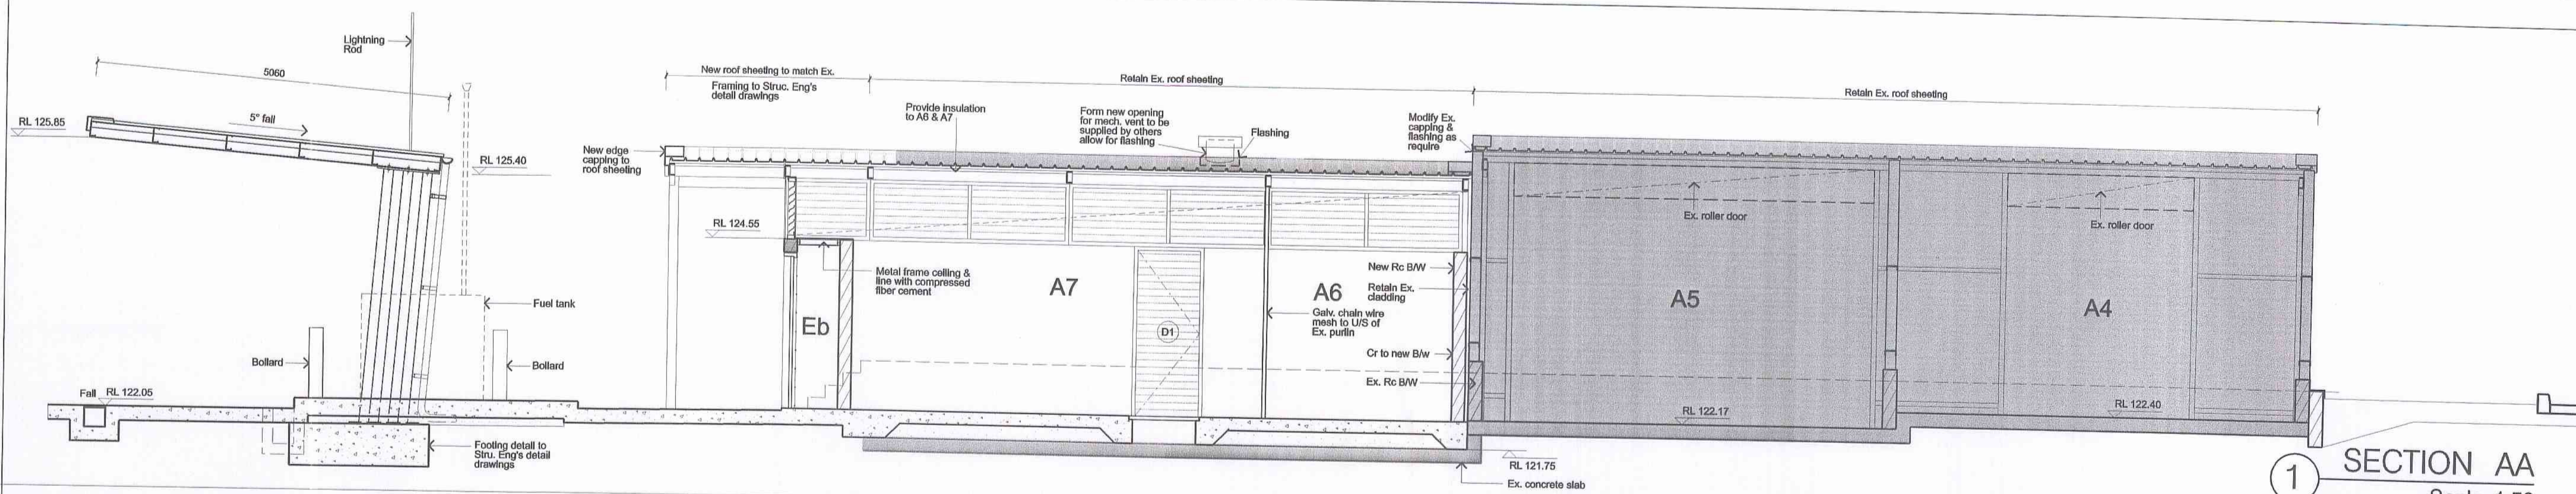 Lightning
Rod
5060
5° fall
RL 125.85
RL 125.40
New roof sheeting to match Ex.
Framing to Struc. Eng's
detail drawings
Retain Ex. roof sheeting
Retain Ex. roof sheeting
Provide insulation
to A6 & A7
Form new opening
for mech. vent to be
supplied by others
allow for flashing
Flashing
Modify Ex.
capping &
flashing as
require
New edge
capping to
roof sheeting
RL 124.55
Metal frame ceiling &
line with compressed
fiber cement
Fuel tank
Bollard
Bollard
Fall RL 122.05
Footing detail to
Stru. Eng's detail
drawings
Eb
A7
D1
A6
New Rc B/W
Retain Ex.
cladding
Galv. chain wire
mesh to U/S of
Ex. purlin
Cr to new B/w
Ex. Rc B/W
Ex. roller door
A5
RL 122.17
Ex. roller door
A4
RL 122.40
RL 121.75
Ex. concrete slab
1 SECTION AA